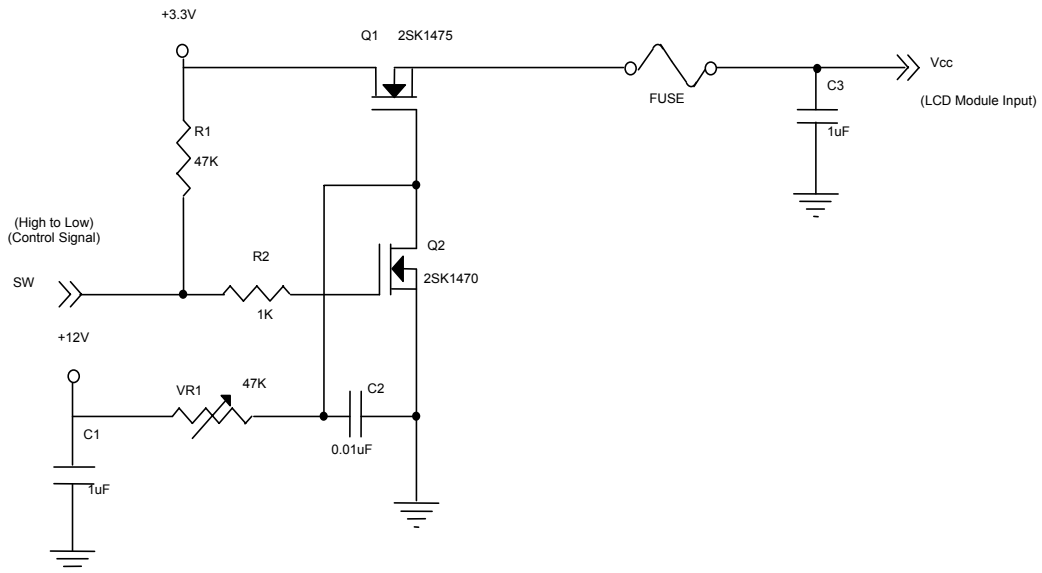 +3.3V
Q1 2SK1475
FUSE
Vcc
(LCD Module Input)
C3
1uF
R1
47K
(High to Low)
(Control Signal)
SW
R2
1K
Q2
2SK1470
+12V
VR1
47K
C2
0.01uF
C1
1uF